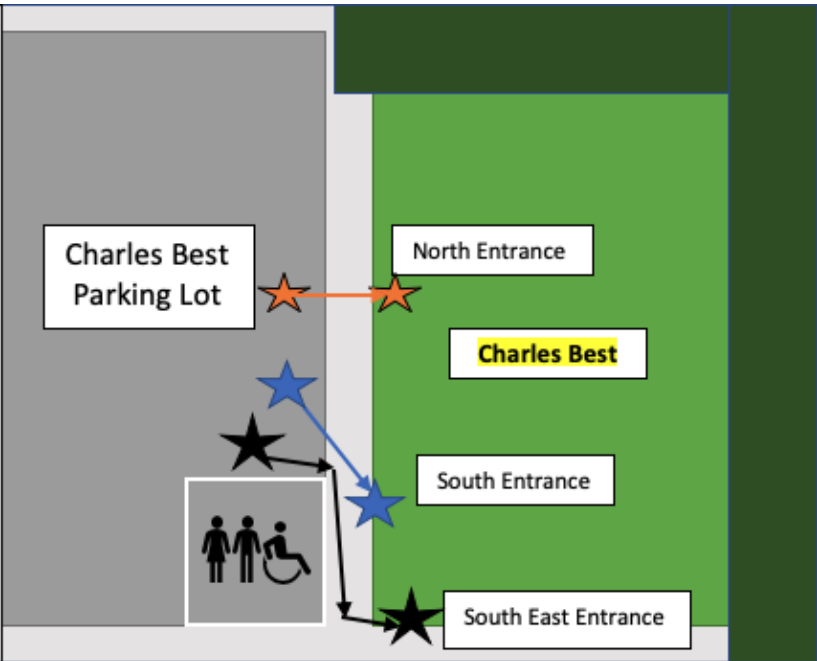 Charles Best
Parking Lot
North Entrance
Charles Best
South Entrance
South East Entrance